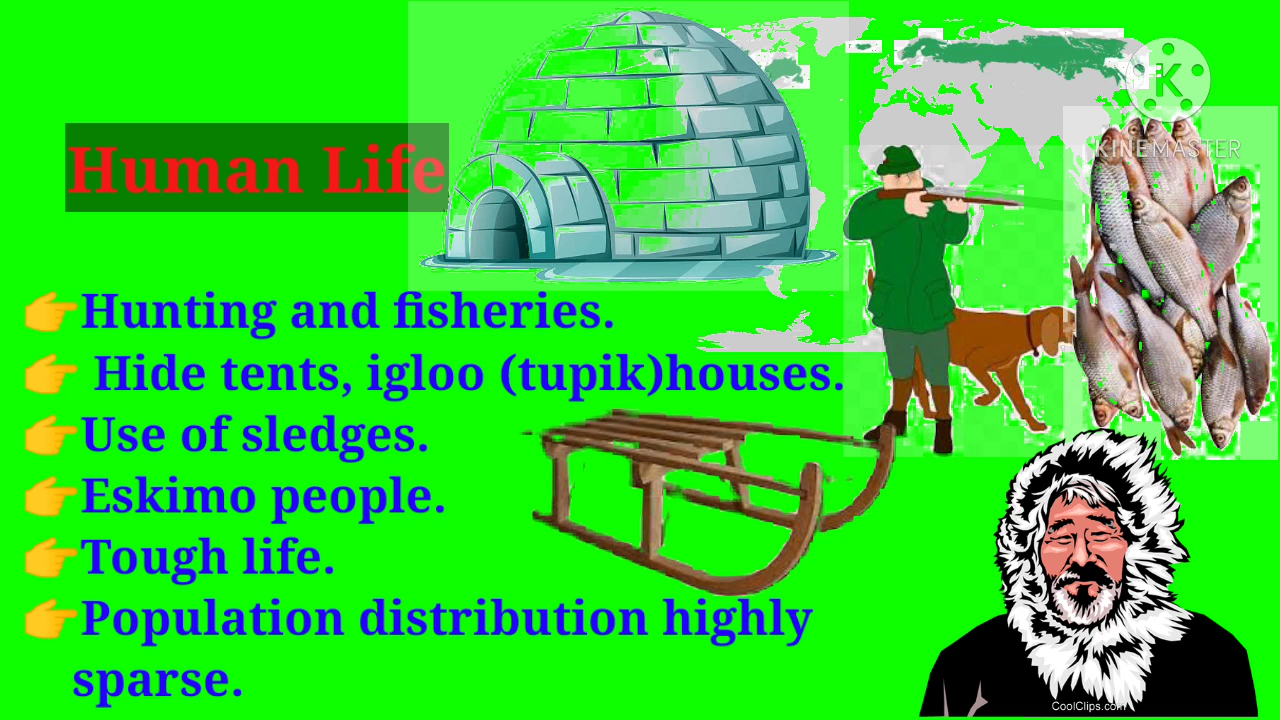 Human Life
👉Hunting and fisheries.
👉 Hide tents, igloo (tupik)houses.
👉Use of sledges.
👉Eskimo people.
👉Tough life.
👉Population distribution highly
sparse.
K
KINEMASTER
CoolClips.com